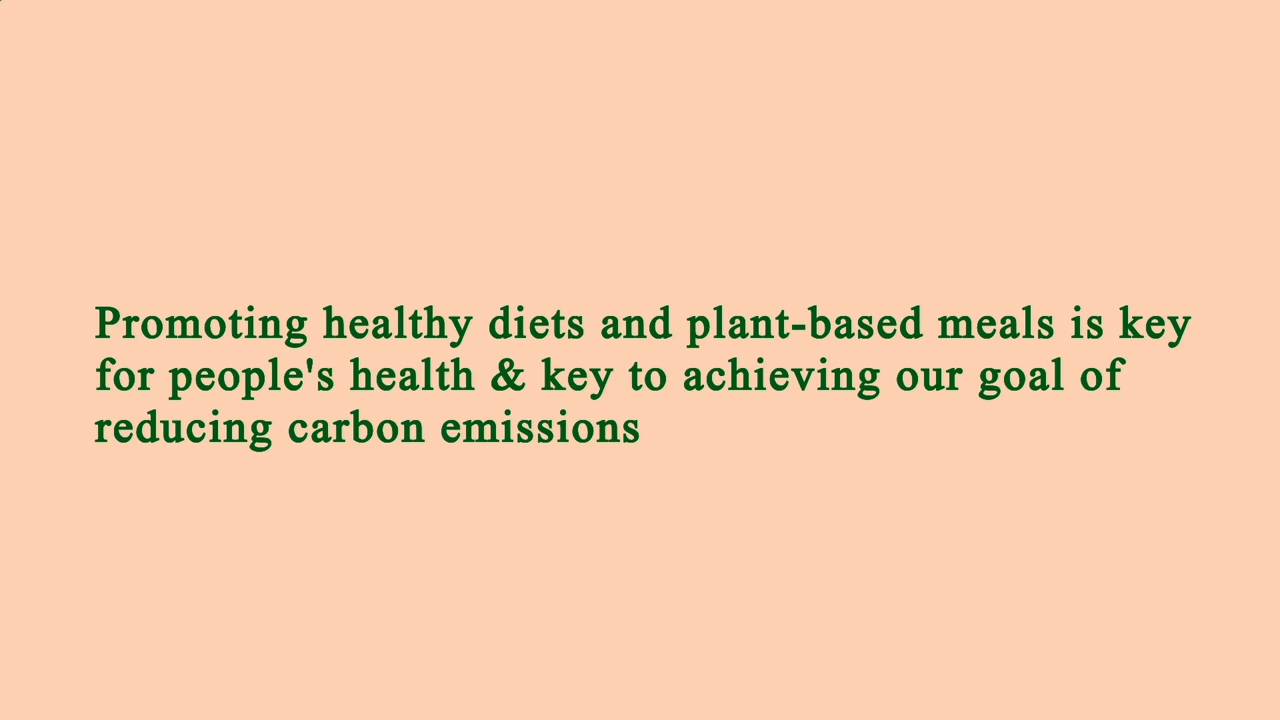 Promoting healthy diets and plant-based meals is key
for people's health & key to achieving our goal of
reducing carbon emissions